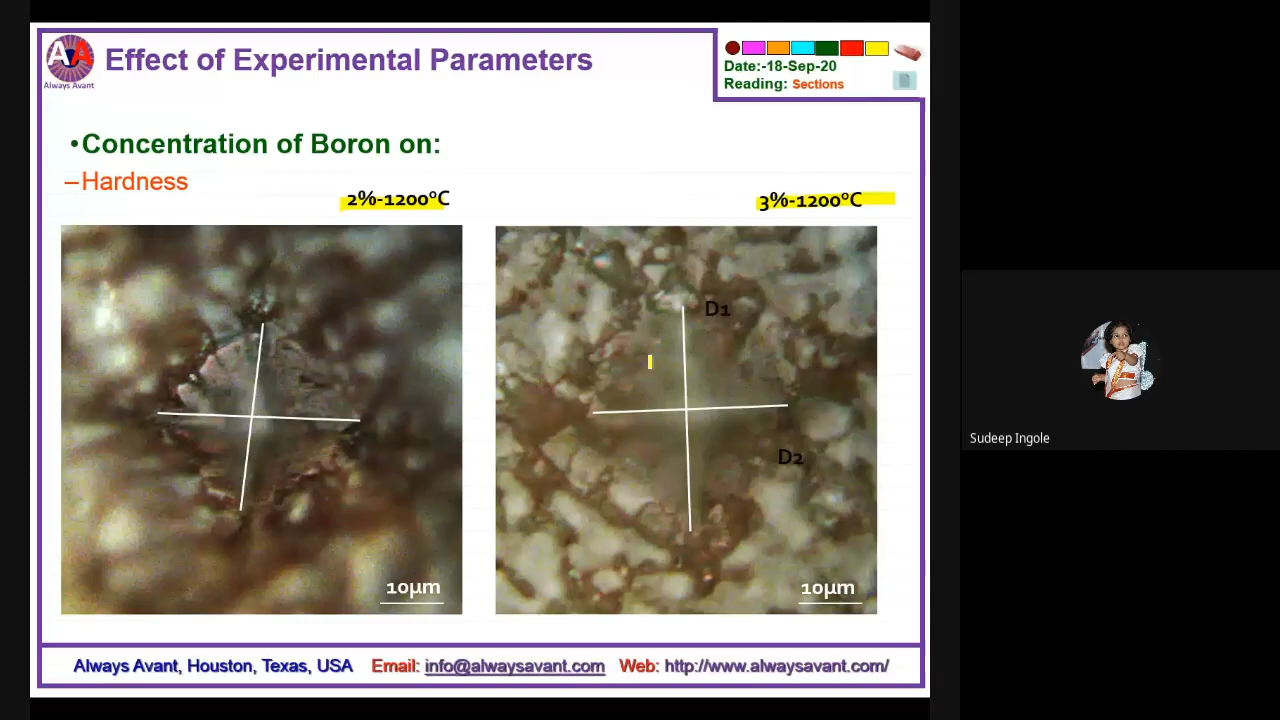 AVA
Always Avant
Effect of Experimental Parameters
Date:-18-Sep-20
Reading: Sections
•Concentration of Boron on:
–Hardness
2%-1200°C
3%-1200°C
D1
D2
10µm
10µm
Sudeep Ingole
Always Avant, Houston, Texas, USA Email: info@alwaysavant.com Web: http://www.alwaysavant.com/